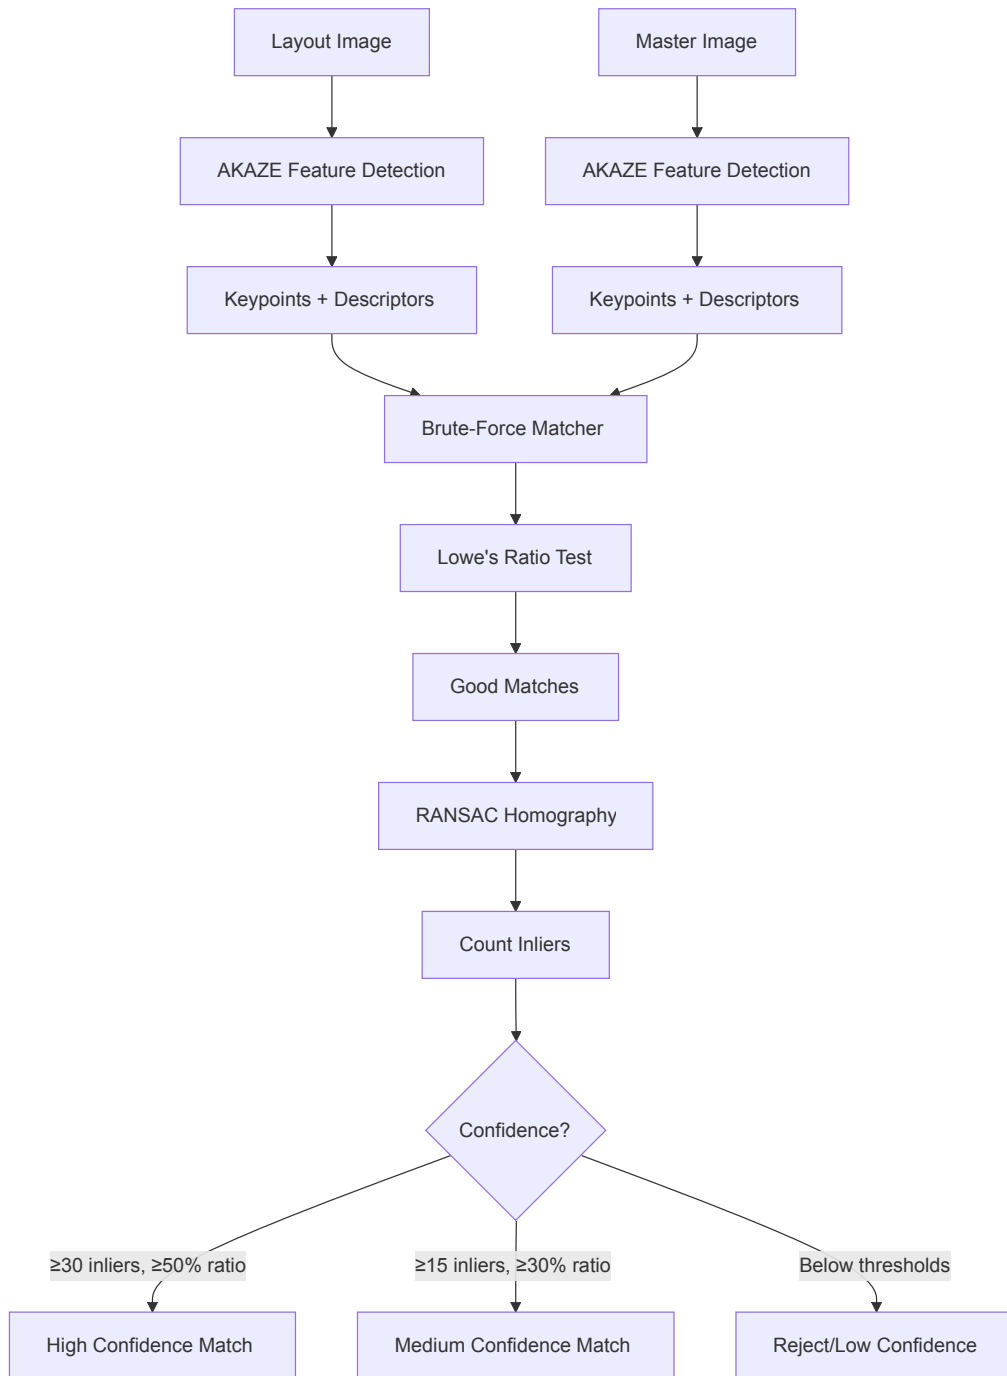 Layout Image
Master Image
AKAZE Feature Detection
AKAZE Feature Detection
Keypoints + Descriptors
Keypoints + Descriptors
Brute-Force Matcher
Lowe's Ratio Test
Good Matches
RANSAC Homography
Count Inliers
Confidence?
≥30 inliers, ≥50% ratio
≥15 inliers, ≥30% ratio
Below thresholds
High Confidence Match
Medium Confidence Match
Reject/Low Confidence